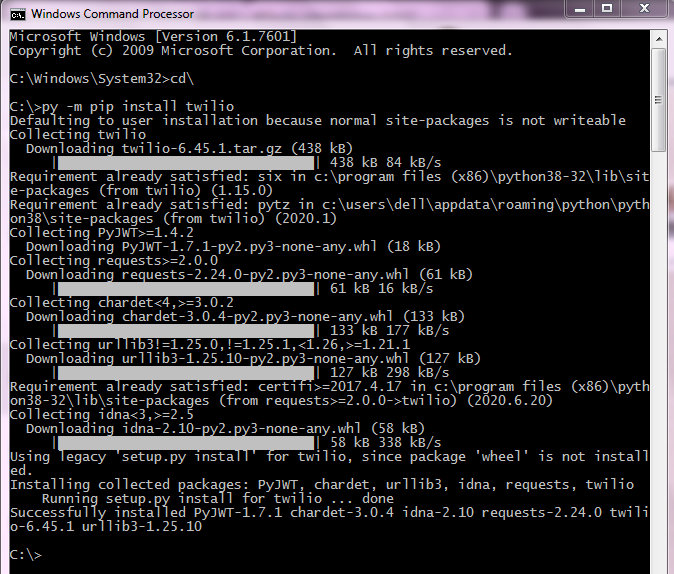 Windows Command Processor
Microsoft Windows [Version 6.1.7601]
Copyright (c) 2009 Microsoft Corporation.  All rights reserved.
C:\Windows\System32>cd\
C:\>py -m pip install twilio
Defaulting to user installation because normal site-packages is not writeable
Collecting twilio
  Downloading twilio-6.45.1.tar.gz (438 kB)
     |████████████████████████████████| 438 kB 84 kB/s
Requirement already satisfied: six in c:\program files (x86)\python38-32\lib\sit
e-packages (from twilio) (1.15.0)
Requirement already satisfied: pytz in c:\users\dell\appdata\roaming\python\pyth
on38\site-packages (from twilio) (2020.1)
Collecting PyJWT>=1.4.2
  Downloading PyJWT-1.7.1-py2.py3-none-any.whl (18 kB)
Collecting requests>=2.0.0
  Downloading requests-2.24.0-py2.py3-none-any.whl (61 kB)
     |████████████████████████████████| 61 kB 16 kB/s
Collecting chardet<4,>=3.0.2
  Downloading chardet-3.0.4-py2.py3-none-any.whl (133 kB)
     |████████████████████████████████| 133 kB 177 kB/s
Collecting urllib3!=1.25.0,!=1.25.1,<1.26,>=1.21.1
  Downloading urllib3-1.25.10-py2.py3-none-any.whl (127 kB)
     |████████████████████████████████| 127 kB 298 kB/s
Requirement already satisfied: certifi>=2017.4.17 in c:\program files (x86)\pyth
on38-32\lib\site-packages (from requests>=2.0.0->twilio) (2020.6.20)
Collecting idna<3,>=2.5
  Downloading idna-2.10-py2.py3-none-any.whl (58 kB)
     |████████████████████████████████| 58 kB 338 kB/s
Using legacy 'setup.py install' for twilio, since package 'wheel' is not install
ed.
Installing collected packages: PyJWT, chardet, urllib3, idna, requests, twilio
    Running setup.py install for twilio ... done
Successfully installed PyJWT-1.7.1 chardet-3.0.4 idna-2.10 requests-2.24.0 twili
o-6.45.1 urllib3-1.25.10
C:\>